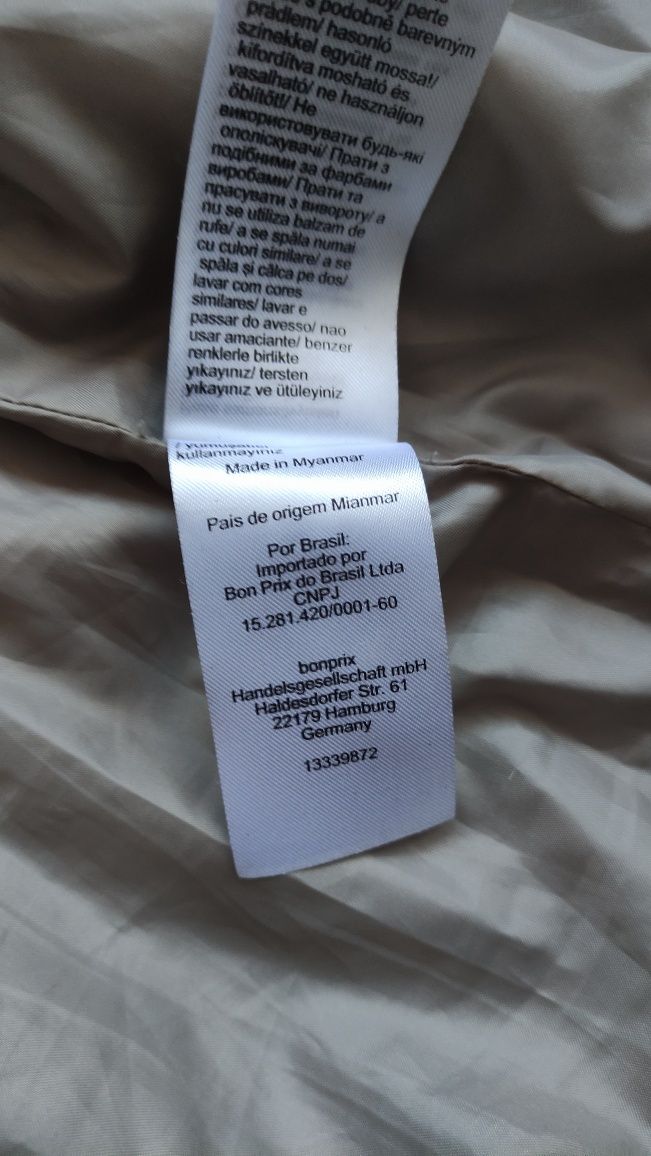 perte
s podobně barevným
prádlem/ hasonló
színekkel együtt mossa!/
kifordítva mosható és
vasalható/ ne használjon
öblítőt!/ Не
використовувати будь-які
ополіскувачі/ Прати з
подібними за фарбами
виробами/ Прати та
прасувати з вивороту/ a
nu se utiliza balzam de
rufe/ a se spăla numai
cu culori similare/ a se
spăla și călca pe dos/
lavar com cores
similares/ lavar e
passar do avesso/ nao
usar amaciante/ benzer
renklerle birlikte
yıkayınız/ tersten
yıkayınız ve ütüleyiniz
kullanmayınız
Made in Myanmar
Pais de origem Mianmar
Por Brasil:
Importado por
Bon Prix do Brasil Ltda
CNPJ
15.281.420/0001-60
bonprix
Handelsgesellschaft mbH
Haldesdorfer Str. 61
22179 Hamburg
Germany
13339872